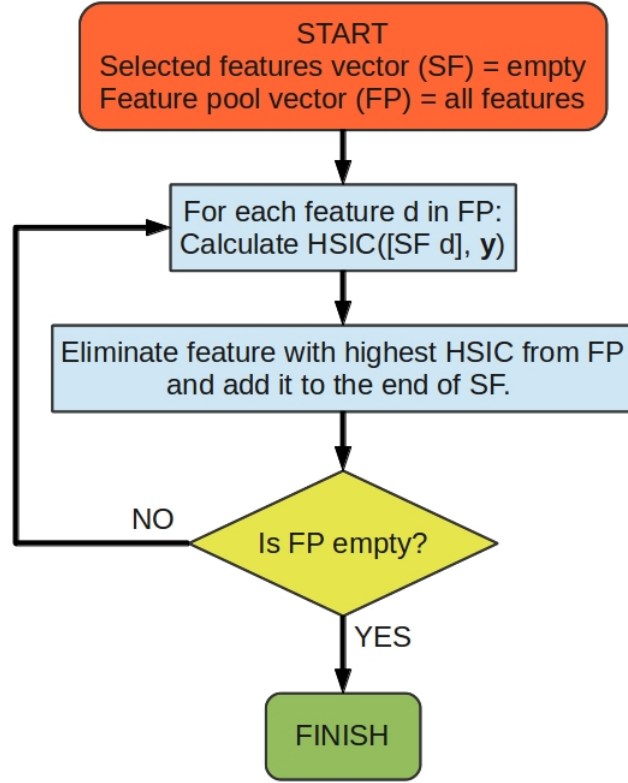 START
Selected features vector (SF) = empty
Feature pool vector (FP) = all features
For each feature d in FP:
Calculate HSIC([SF d], y)
Eliminate feature with highest HSIC from FP
and add it to the end of SF.
Is FP empty?
NO
YES
FINISH